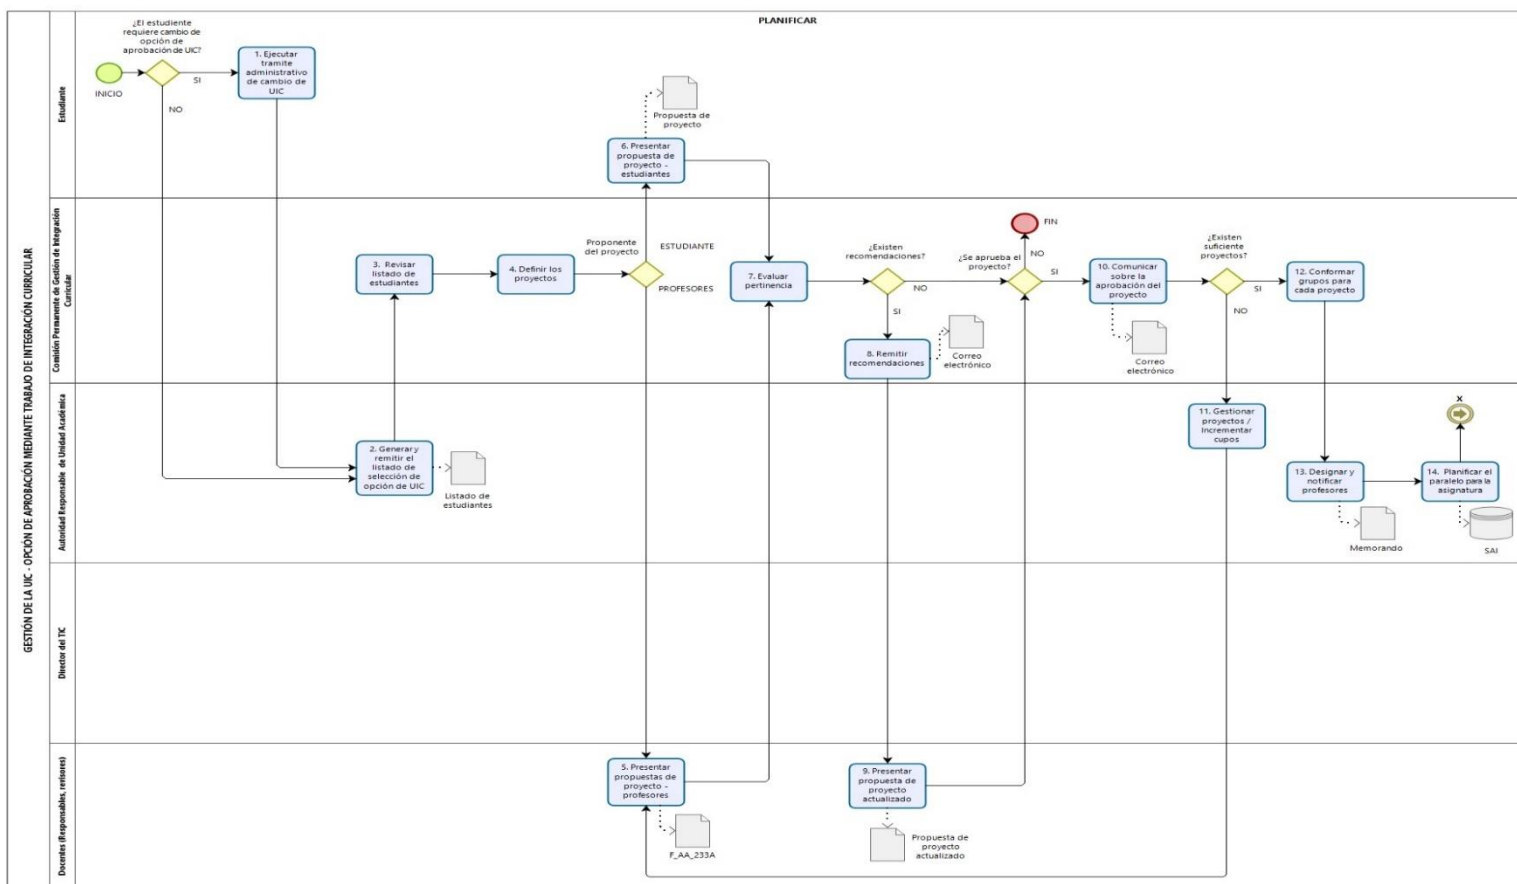 PLANIFICAR
GESTIÓN DE LA UIC - OPCIÓN DE APROBACIÓN MEDIANTE TRABAJO DE INTEGRACIÓN CURRICULAR
Estudiante
¿El estudiante
requiere cambio de
opción de
aprobación de UIC?
INICIO
SI
NO
1. Ejecutar
tramite
administrativo
de cambio de
UIC
Propuesta de
proyecto
6. Presentar
propuesta de
proyecto -
estudiantes
Comisión Permanente de Gestión de Integración
Curricular
3. Revisar
listado de
estudiantes
4. Definir los
proyectos
Proponente
del proyecto
ESTUDIANTE
PROFESORES
7. Evaluar
pertinencia
¿Existen
recomendaciones?
NO
SI
8. Remitir
recomendaciones
Correo
electrónico
¿Se aprueba el
proyecto?
FIN
NO
SI
10. Comunicar
sobre la
aprobación del
proyecto
Correo
electrónico
¿Existen
suficiente
proyectos?
SI
NO
12. Conformar
grupos para
cada proyecto
Autoridad Responsable de Unidad Académica
2. Generar y
remitir el
listado de
selección de
opción de UIC
Listado de
estudiantes
11. Gestionar
proyectos /
Incrementar
cupos
13. Designar y
notificar
profesores
Memorando
X
14. Planificar el
paralelo para la
asignatura
SAI
Director del TIC
Docentes (Responsables, revisores)
5. Presentar
propuestas de
proyecto -
profesores
F_AA_233A
9. Presentar
propuesta de
proyecto
actualizado
Propuesta de
proyecto
actualizado